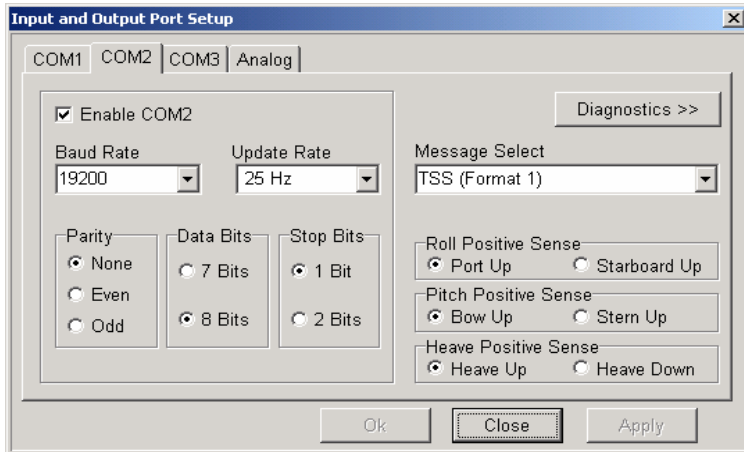 Input and Output Port Setup
COM1 COM2 COM3 Analog
Enable COM2
Diagnostics >>
Baud Rate Update Rate Message Select
19200 25 Hz TSS (Format 1)
Parity Data Bits Stop Bits
None 7 Bits 1 Bit
Even
Odd 8 Bits 2 Bits
Roll Positive Sense
Port Up Starboard Up
Pitch Positive Sense
Bow Up Stern Up
Heave Positive Sense
Heave Up Heave Down
Ok Close Apply